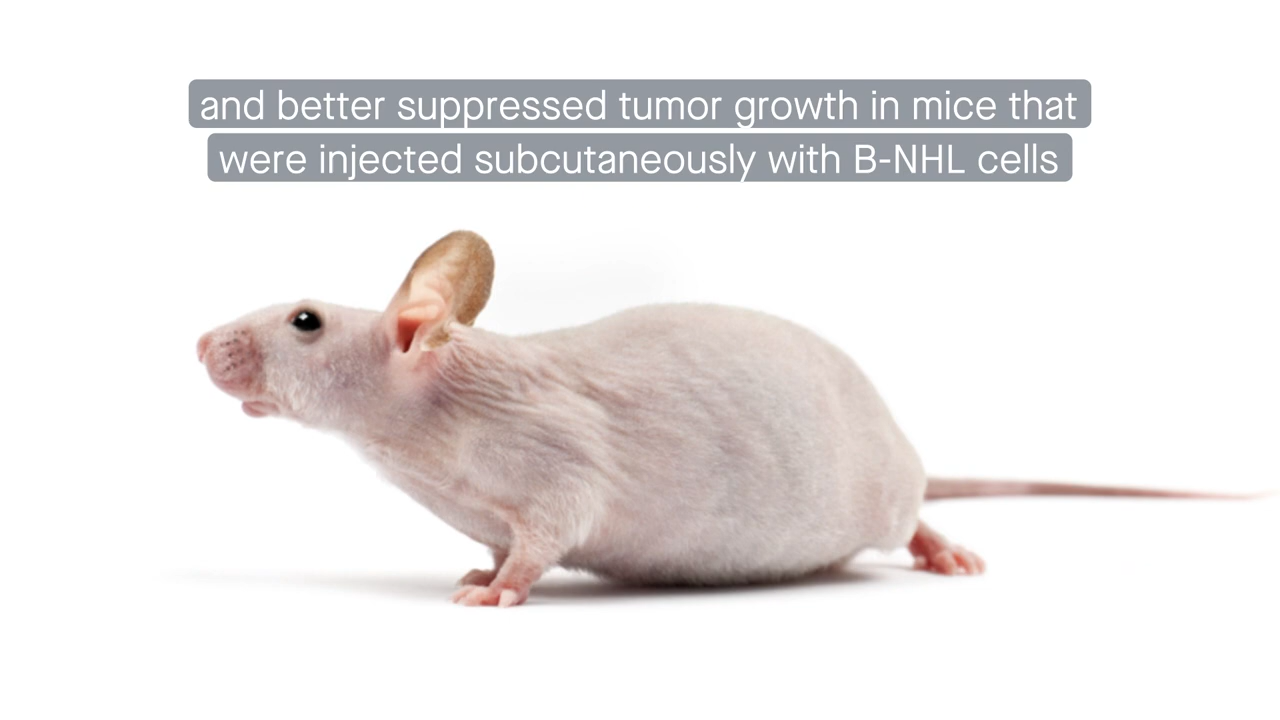 and better suppressed tumor growth in mice that
were injected subcutaneously with B-NHL cells